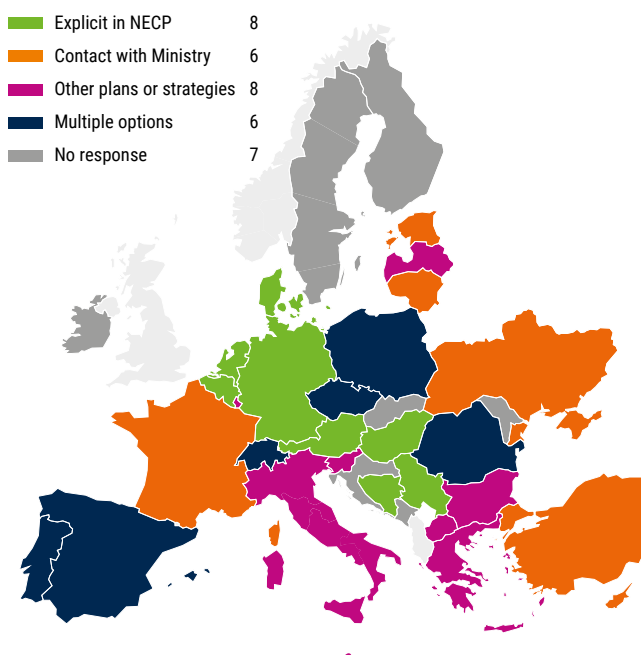 Explicit in NECP 8
Contact with Ministry 6
Other plans or strategies 8
Multiple options 6
No response 7